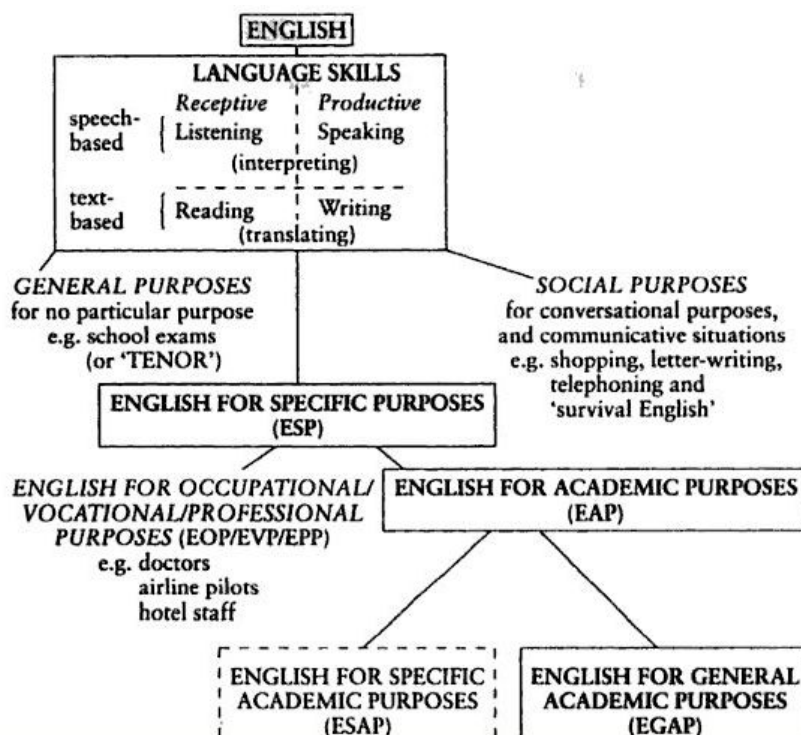 ENGLISH
LANGUAGE SKILLS
Receptive Productive
speech-
based
Listening Speaking
(interpreting)
text-
based
Reading Writing
(translating)
GENERAL PURPOSES
for no particular purpose
e.g. school exams
(or ‘TENOR’)
SOCIAL PURPOSES
for conversational purposes,
and communicative situations
e.g. shopping, letter-writing,
telephoning and
‘survival English’
ENGLISH FOR SPECIFIC PURPOSES
(ESP)
ENGLISH FOR OCCUPATIONAL/
VOCATIONAL/PROFESSIONAL
PURPOSES (EOP/EVP/EPP)
e.g. doctors
airline pilots
hotel staff
ENGLISH FOR ACADEMIC PURPOSES
(EAP)
ENGLISH FOR SPECIFIC
ACADEMIC PURPOSES
(ESAP)
ENGLISH FOR GENERAL
ACADEMIC PURPOSES
(EGAP)